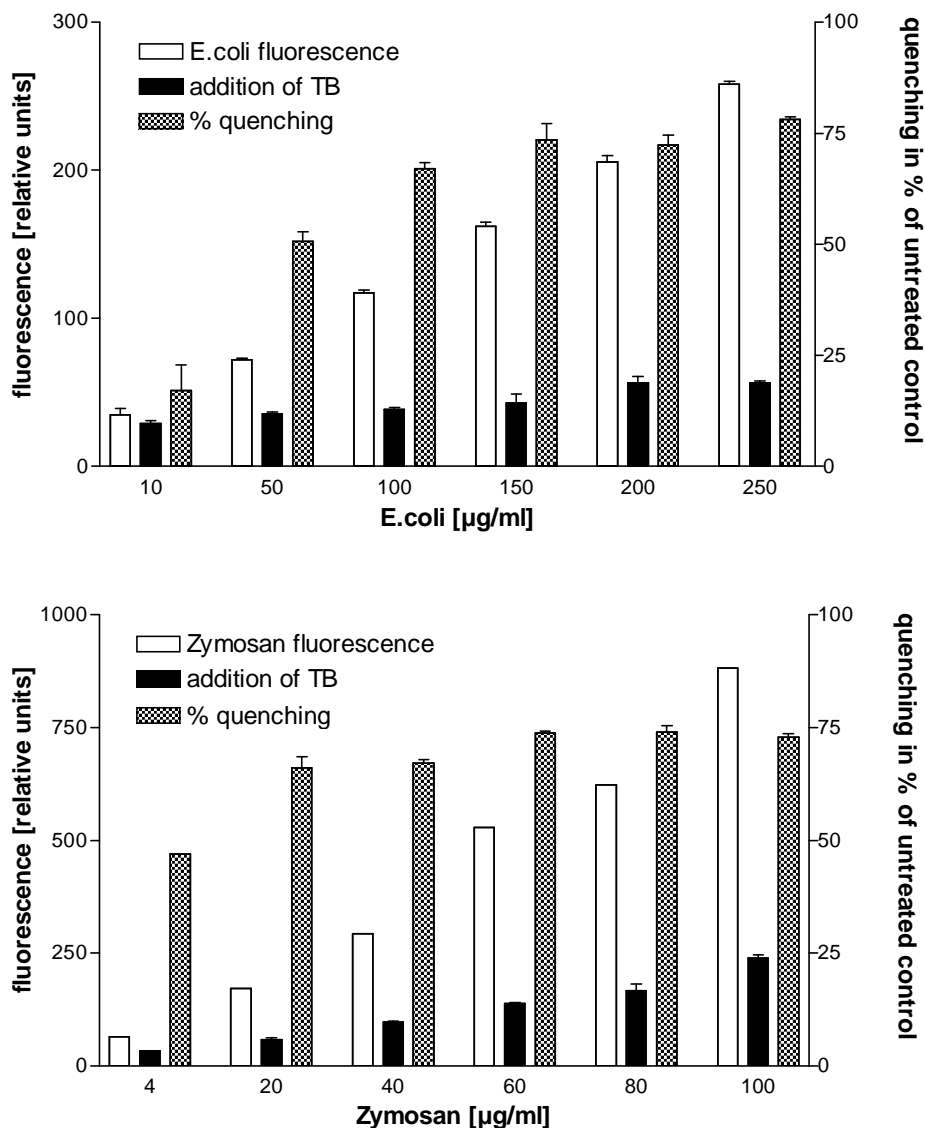 300
200
100
0
fluorescence [relative units]
E.coli fluorescence
addition of TB
% quenching
100
75
50
25
0
quenching in % of untreated control
10 50 100 150 200 250
E.coli [µg/ml]
1000
750
500
250
0
fluorescence [relative units]
Zymosan fluorescence
addition of TB
% quenching
100
75
50
25
0
quenching in % of untreated control
4 20 40 60 80 100
Zymosan [µg/ml]